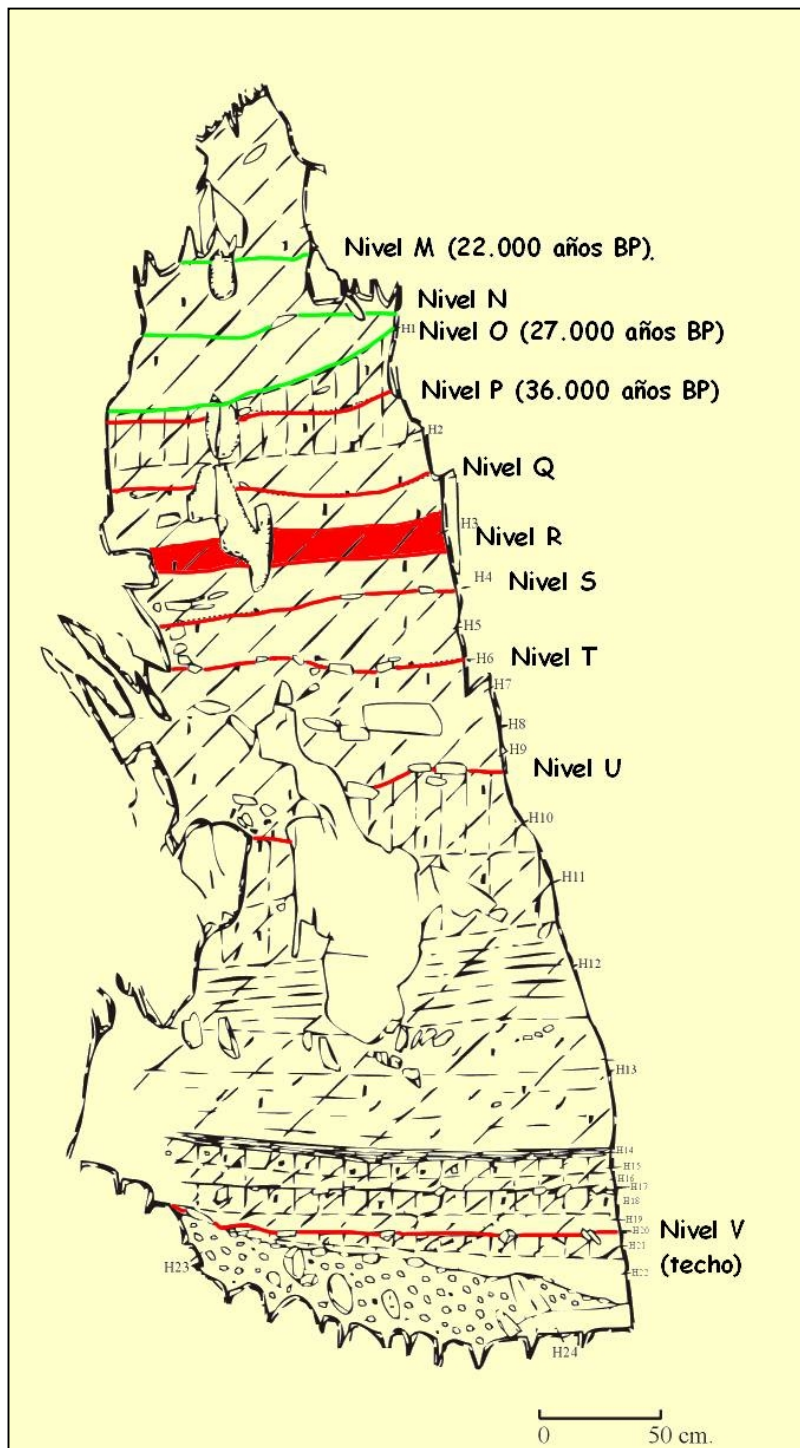 Nivel M (22.000 años BP).
Nivel N
H1
Nivel O (27.000 años BP)
Nivel P (36.000 años BP)
H2
Nivel Q
H3
Nivel R
H4
Nivel S
H5
H6
Nivel T
H7
H8
H9
Nivel U
H10
H11
H12
H13
H14
H15
H16
H17
H18
H19
H20
Nivel V
H21
(techo)
H22
H23
H24
0 50 cm.